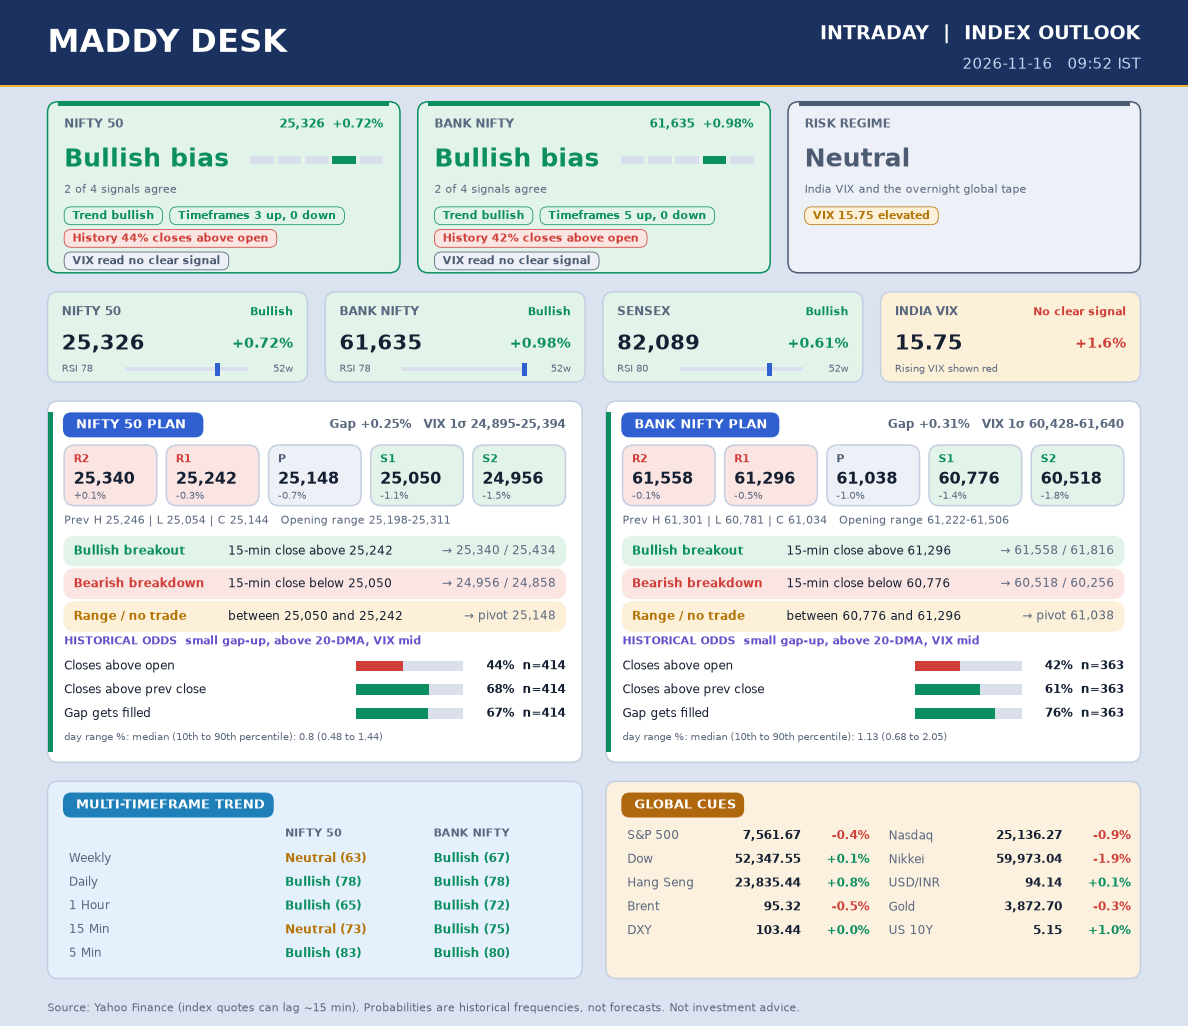 MADDY DESK
INTRADAY | INDEX OUTLOOK
2026-11-16 09:52 IST
NIFTY 50 25,326 +0.72%
Bullish bias
2 of 4 signals agree
Trend bullish Timeframes 3 up, 0 down
History 44% closes above open
VIX read no clear signal
BANK NIFTY 61,635 +0.98%
Bullish bias
2 of 4 signals agree
Trend bullish Timeframes 5 up, 0 down
History 42% closes above open
VIX read no clear signal
RISK REGIME
Neutral
India VIX and the overnight global tape
VIX 15.75 elevated
NIFTY 50 Bullish
25,326 +0.72%
RSI 78 52w
BANK NIFTY Bullish
61,635 +0.98%
RSI 78 52w
SENSEX Bullish
82,089 +0.61%
RSI 80 52w
INDIA VIX No clear signal
15.75 +1.6%
Rising VIX shown red
NIFTY 50 PLAN Gap +0.25% VIX 1σ 24,895-25,394
R2 R1 P S1 S2
25,340 25,242 25,148 25,050 24,956
+0.1% -0.3% -0.7% -1.1% -1.5%
Prev H 25,246 | L 25,054 | C 25,144 Opening range 25,198-25,311
Bullish breakout 15-min close above 25,242 → 25,340 / 25,434
Bearish breakdown 15-min close below 25,050 → 24,956 / 24,858
Range / no trade between 25,050 and 25,242 → pivot 25,148
HISTORICAL ODDS small gap-up, above 20-DMA, VIX mid
Closes above open 44% n=414
Closes above prev close 68% n=414
Gap gets filled 67% n=414
day range %: median (10th to 90th percentile): 0.8 (0.48 to 1.44)
BANK NIFTY PLAN Gap +0.31% VIX 1σ 60,428-61,640
R2 R1 P S1 S2
61,558 61,296 61,038 60,776 60,518
-0.1% -0.5% -1.0% -1.4% -1.8%
Prev H 61,301 | L 60,781 | C 61,034 Opening range 61,222-61,506
Bullish breakout 15-min close above 61,296 → 61,558 / 61,816
Bearish breakdown 15-min close below 60,776 → 60,518 / 60,256
Range / no trade between 60,776 and 61,296 → pivot 61,038
HISTORICAL ODDS small gap-up, above 20-DMA, VIX mid
Closes above open 42% n=363
Closes above prev close 61% n=363
Gap gets filled 76% n=363
day range %: median (10th to 90th percentile): 1.13 (0.68 to 2.05)
MULTI-TIMEFRAME TREND
NIFTY 50 BANK NIFTY
Weekly Neutral (63) Bullish (67)
Daily Bullish (78) Bullish (78)
1 Hour Bullish (65) Bullish (72)
15 Min Neutral (73) Bullish (75)
5 Min Bullish (83) Bullish (80)
GLOBAL CUES
S&P 500 7,561.67 -0.4% Nasdaq 25,136.27 -0.9%
Dow 52,347.55 +0.1% Nikkei 59,973.04 -1.9%
Hang Seng 23,835.44 +0.8% USD/INR 94.14 +0.1%
Brent 95.32 -0.5% Gold 3,872.70 -0.3%
DXY 103.44 +0.0% US 10Y 5.15 +1.0%
Source: Yahoo Finance (index quotes can lag ~15 min). Probabilities are historical frequencies, not forecasts. Not investment advice.